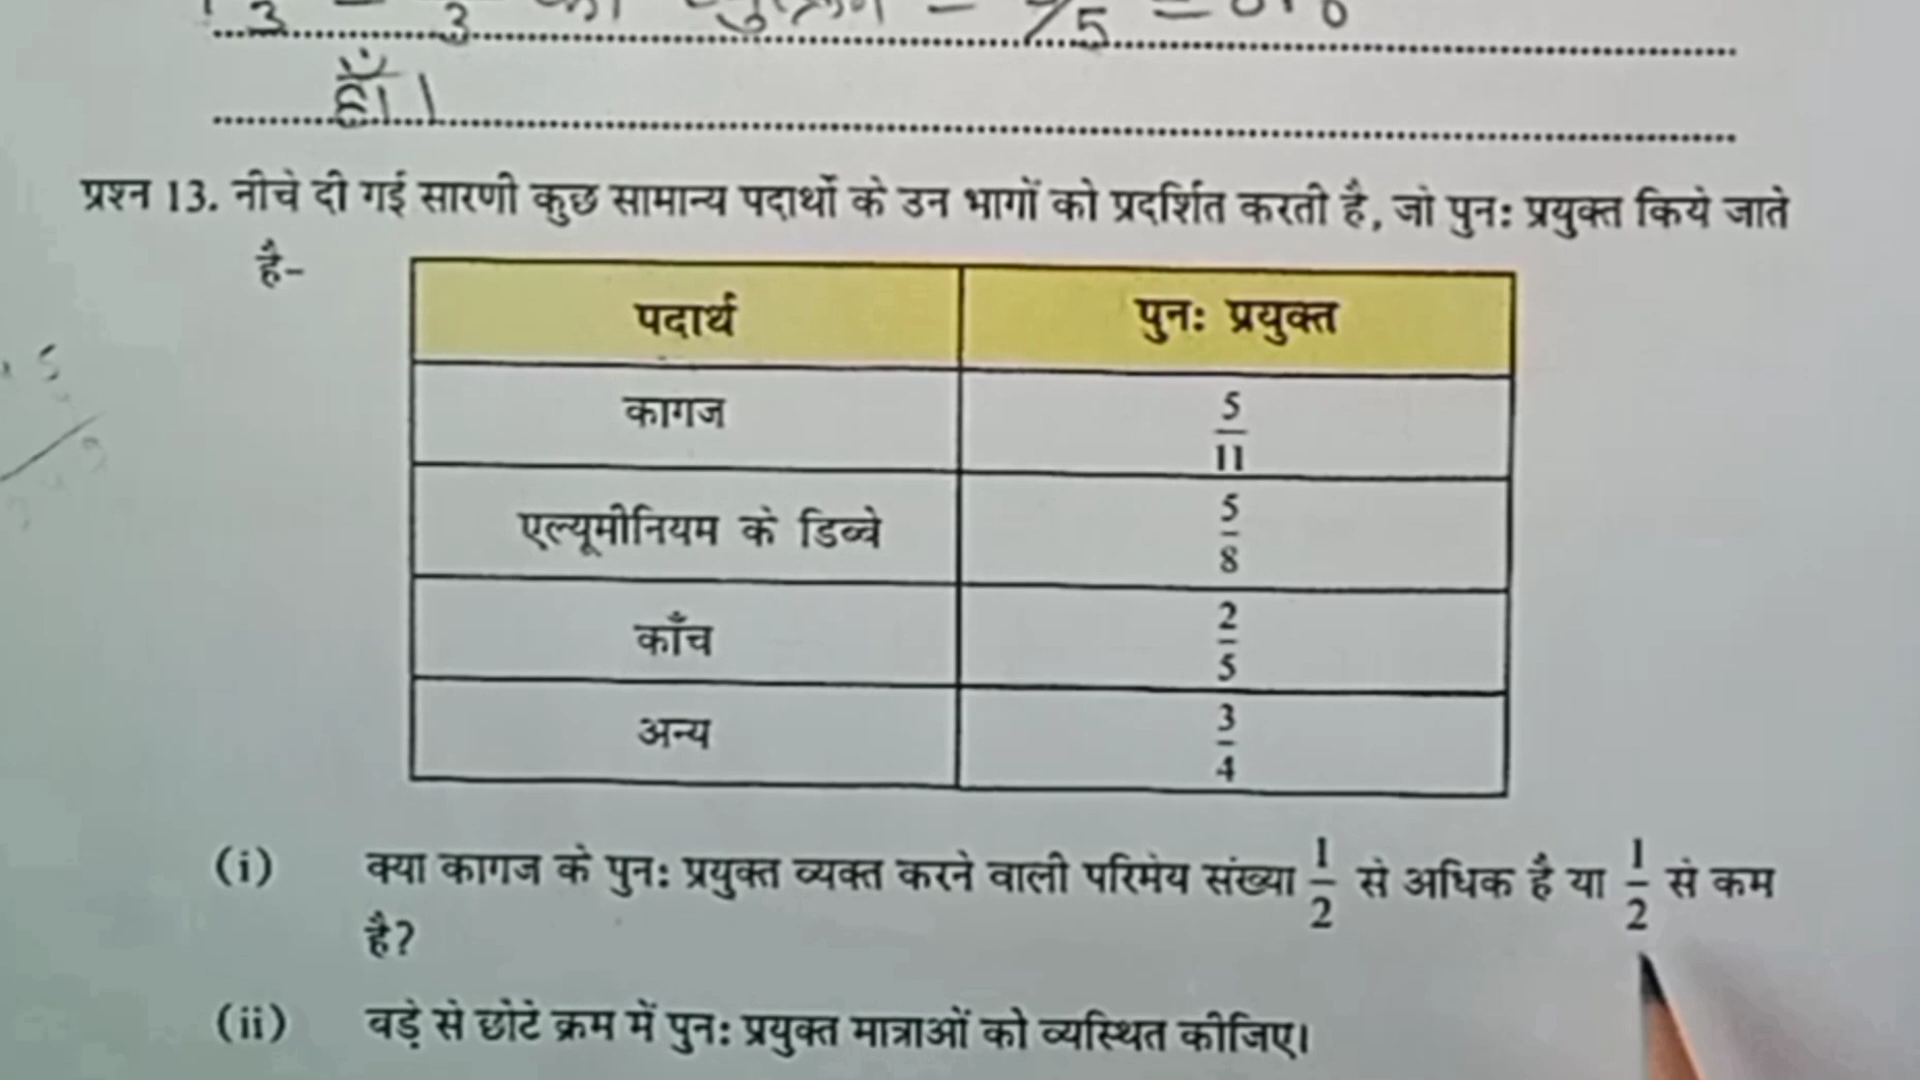 हाँ।
प्रश्न 13. नीचे दी गई सारणी कुछ सामान्य पदार्थों के उन भागों को प्रदर्शित करती है, जो पुनः प्रयुक्त किये जाते
है-
पदार्थ पुनः प्रयुक्त
कागज 5/11
एल्यूमीनियम के डिब्बे 5/8
काँच 2/5
अन्य 3/4
(i) क्या कागज के पुनः प्रयुक्त व्यक्त करने वाली परिमेय संख्या 1/2 से अधिक है या 1/2 से कम
है?
(ii) बड़े से छोटे क्रम में पुनः प्रयुक्त मात्राओं को व्यस्थित कीजिए।